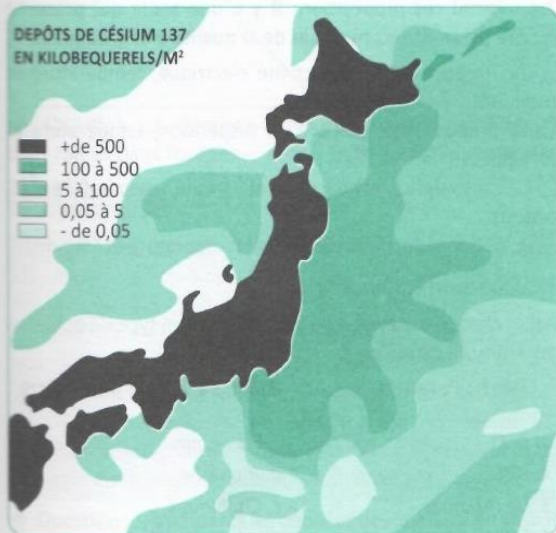 DEPÔTS DE CÉSIUM 137
EN KILOBEQUERELS/M²
+de 500
100 à 500
5 à 100
0,05 à 5
- de 0,05